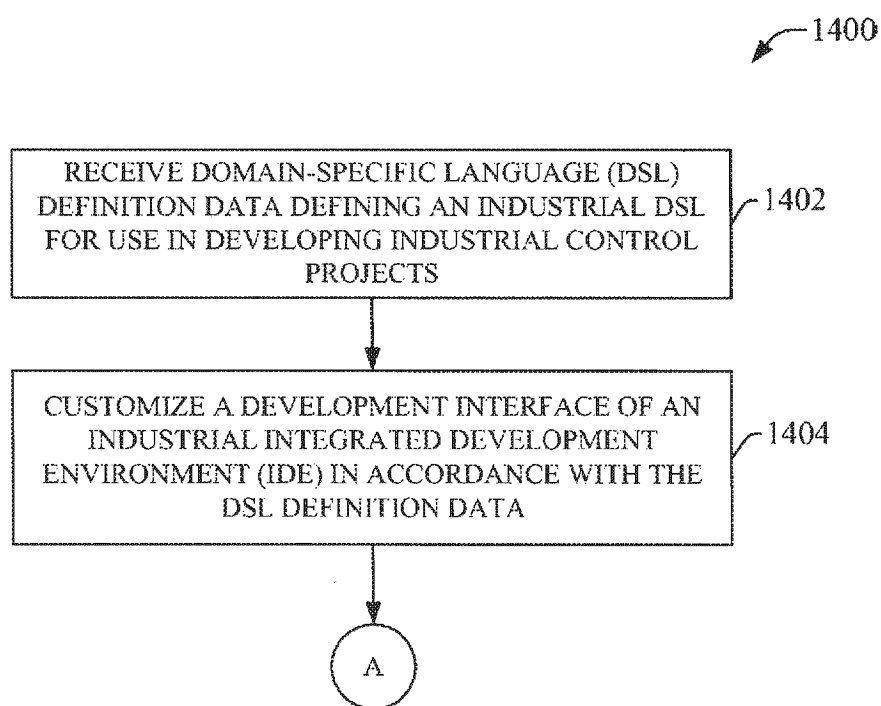 1400
RECEIVE DOMAIN-SPECIFIC LANGUAGE (DSL)
DEFINITION DATA DEFINING AN INDUSTRIAL DSL
FOR USE IN DEVELOPING INDUSTRIAL CONTROL
PROJECTS
1402
CUSTOMIZE A DEVELOPMENT INTERFACE OF AN
INDUSTRIAL INTEGRATED DEVELOPMENT
ENVIRONMENT (IDE) IN ACCORDANCE WITH THE
DSL DEFINITION DATA
1404
A